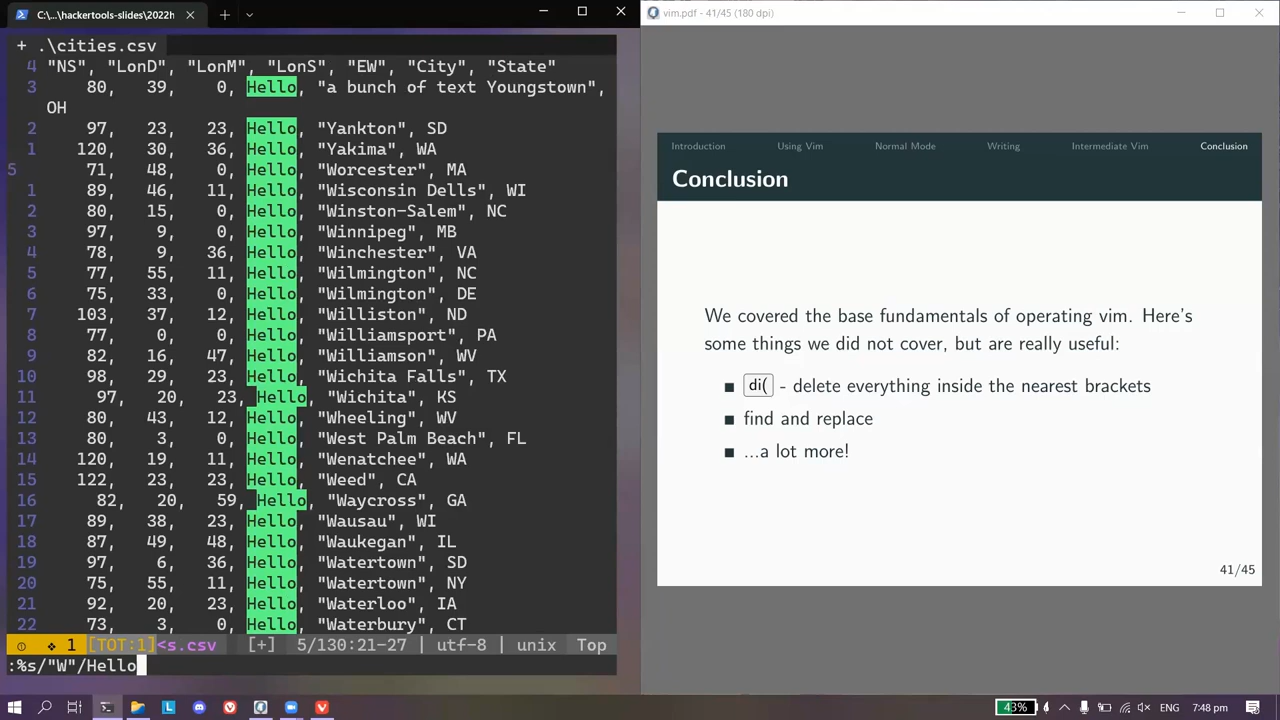 C:\...\hackertools-slides\2022h
vim.pdf - 41/45 (180 dpi)
+ .\cities.csv
4 "NS", "LonD", "LonM", "LonS", "EW", "City", "State"
3 80, 39, 0, Hello, "a bunch of text Youngstown",
OH
2 97, 23, 23, Hello, "Yankton", SD
1 120, 30, 36, Hello, "Yakima", WA
5 71, 48, 0, Hello, "Worcester", MA
1 89, 46, 11, Hello, "Wisconsin Dells", WI
2 80, 15, 0, Hello, "Winston-Salem", NC
3 97, 9, 0, Hello, "Winnipeg", MB
4 78, 9, 36, Hello, "Winchester", VA
5 77, 55, 11, Hello, "Wilmington", NC
6 75, 33, 0, Hello, "Wilmington", DE
7 103, 37, 12, Hello, "Williston", ND
8 77, 0, 0, Hello, "Williamsport", PA
9 82, 16, 47, Hello, "Williamson", WV
10 98, 29, 23, Hello, "Wichita Falls", TX
11 97, 20, 23, Hello, "Wichita", KS
12 80, 43, 12, Hello, "Wheeling", WV
13 80, 3, 0, Hello, "West Palm Beach", FL
14 120, 19, 11, Hello, "Wenatchee", WA
15 122, 23, 23, Hello, "Weed", CA
16 82, 20, 59, Hello, "Waycross", GA
17 89, 38, 23, Hello, "Wausau", WI
18 87, 49, 48, Hello, "Waukegan", IL
19 97, 6, 36, Hello, "Watertown", SD
20 75, 55, 11, Hello, "Watertown", NY
21 92, 20, 23, Hello, "Waterloo", IA
22 73, 3, 0, Hello, "Waterbury", CT
1 [TOT:1]<s.csv [+] 5/130:21-27 | utf-8 | unix Top
:%s/"W"/Hello
Introduction Using Vim Normal Mode Writing Intermediate Vim Conclusion
Conclusion
We covered the base fundamentals of operating vim. Here's
some things we did not cover, but are really useful:
■ di( - delete everything inside the nearest brackets
■ find and replace
■ ...a lot more!
41/45
43% ENG 7:48 pm